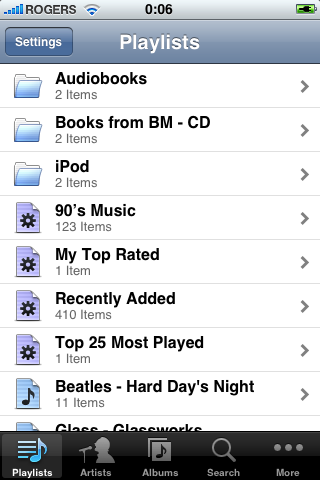 ROGERS 0:06
Settings Playlists
Audiobooks
2 Items
Books from BM - CD
2 Items
iPod
2 Items
90's Music
123 Items
My Top Rated
1 Item
Recently Added
410 Items
Top 25 Most Played
1 Item
Beatles - Hard Day's Night
11 Items
Glass - Glassworks
Playlists Artists Albums Search More